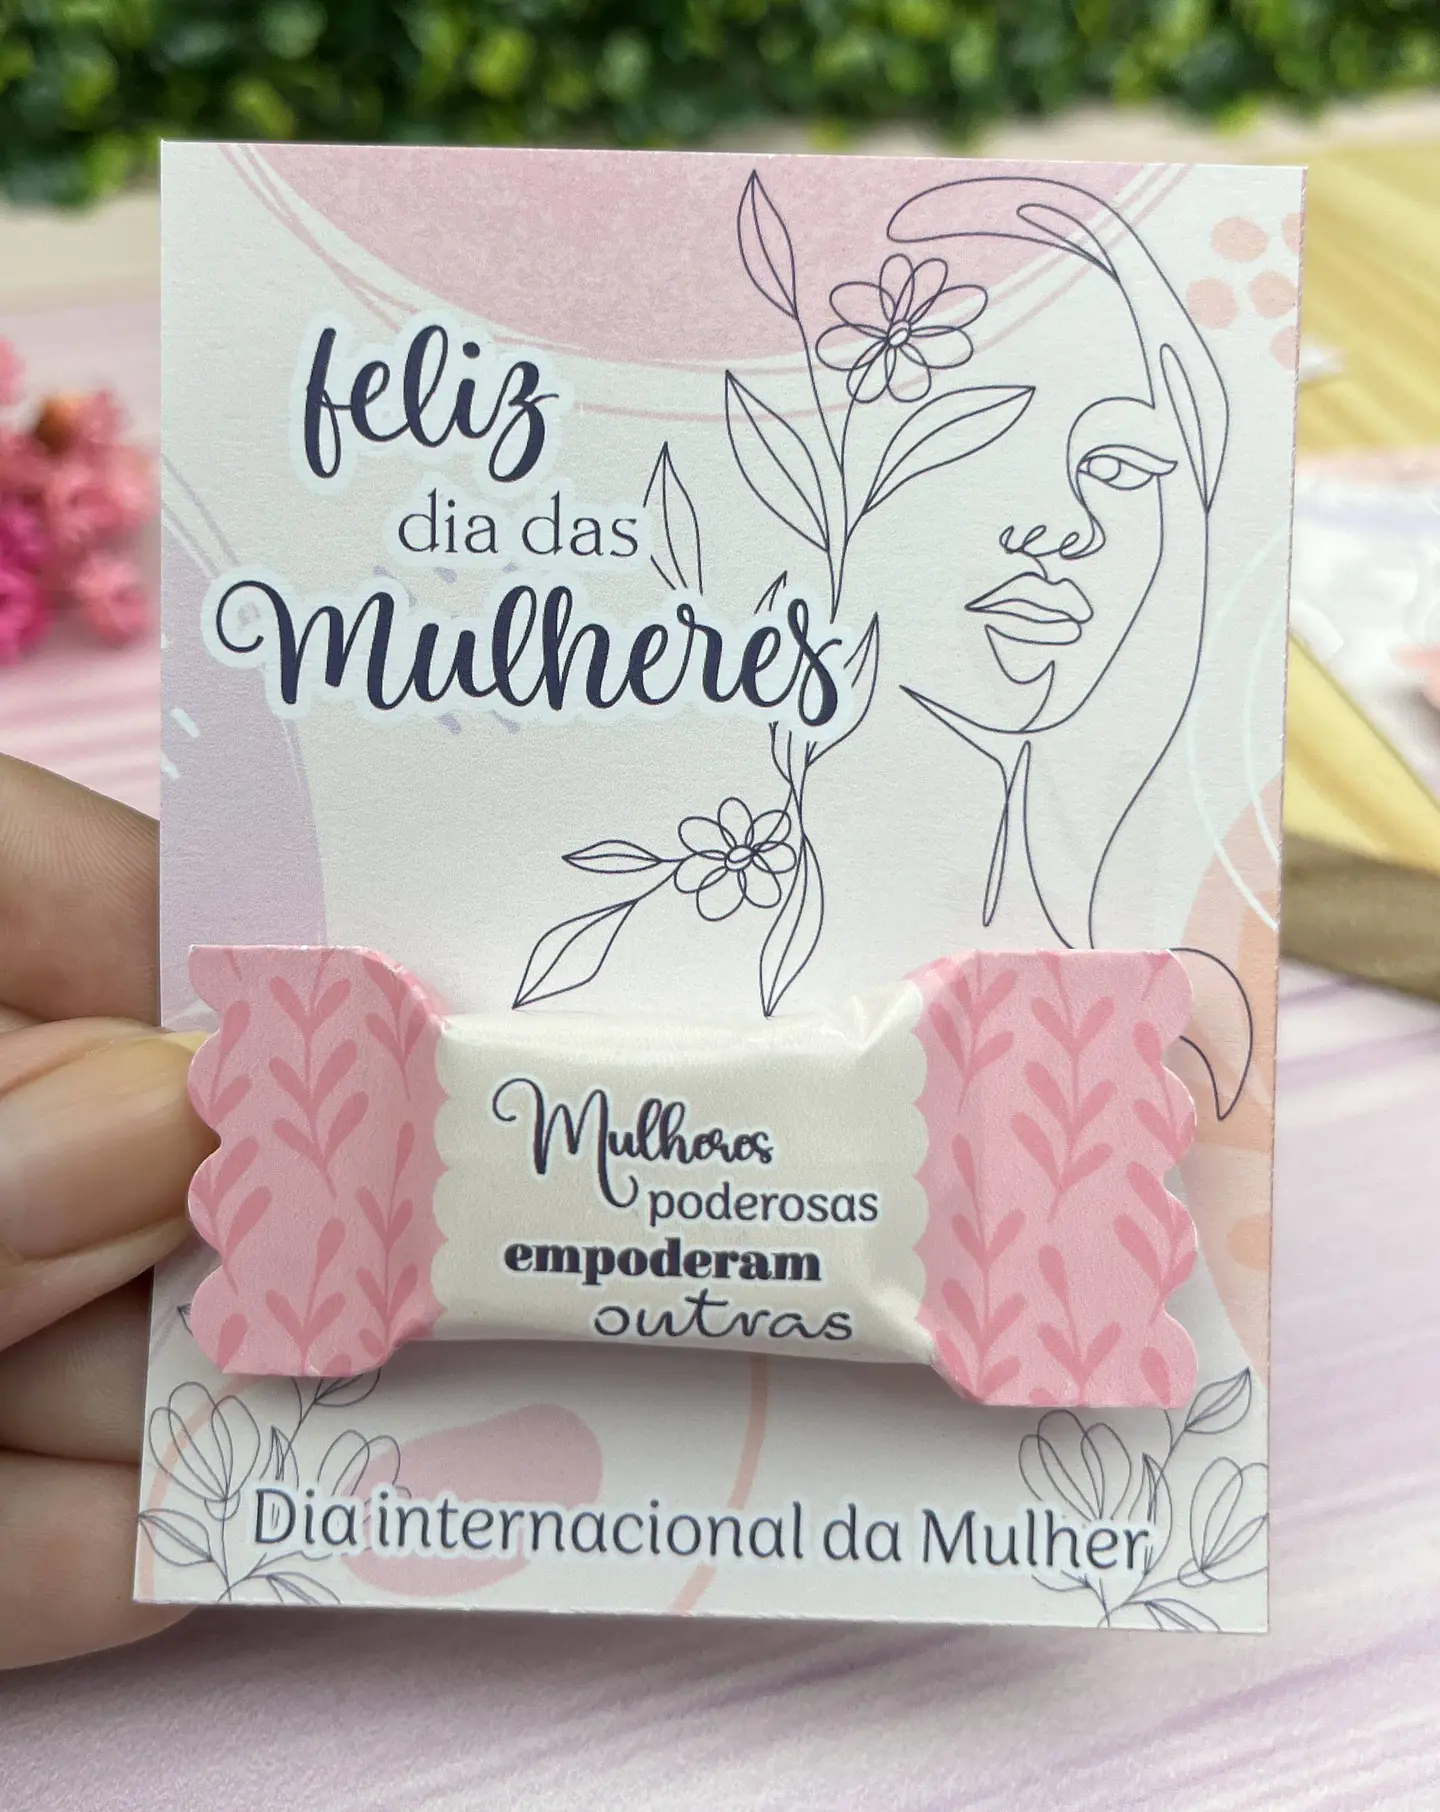 feliz
dia das
Mulheres
Mulheres
poderosas
empoderam
outras
Dia internacional da Mulher